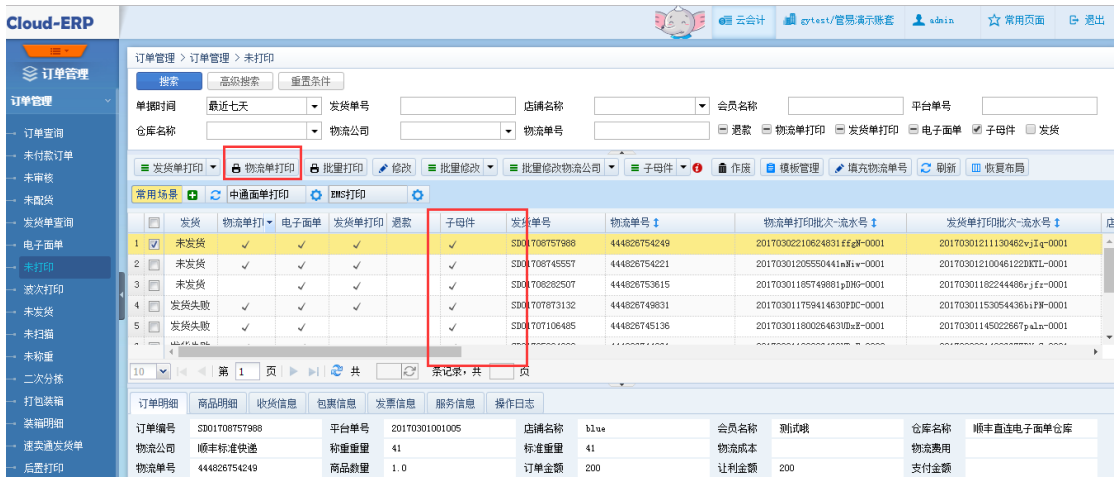 Cloud-ERP
云会计 gytest/管易演示账套 admin 常用页面 退出
订单管理
订单管理
订单查询
未付款订单
未审核
未配货
发货单查询
电子面单
未打印
波次打印
未发货
未扫描
未称重
二次分拣
打包装箱
装箱明细
速卖通发货单
后置打印
订单管理 > 订单管理 > 未打印
搜索 高级搜索 重置条件
单据时间 最近七天 发货单号 店铺名称 会员名称 平台单号
仓库名称 物流公司 物流单号 退款 物流单打印 发货单打印 电子面单 子母件 发货
发货单打印 物流单打印 批量打印 修改 批量修改 批量修改物流公司 子母件 作废 模板管理 填充物流单号 刷新 恢复布局
常用场景 中通面单打印 EMS打印
发货 物流单打 电子面单 发货单打印 退款 子母件 发货单号 物流单号 物流单打印批次-流水号 发货单打印批次-流水号 店
1 未发货 ✓ ✓ ✓ ✓ SD01708757988 444826754249 20170302210624831ffgN-0001 20170301211130462vjIq-0001
2 未发货 ✓ ✓ ✓ ✓ SD01708745557 444826754221 20170301205550441mNiw-0001 20170301210046122DKTL-0001
3 未发货 ✓ ✓ ✓ SD01708282507 444826753615 20170301185749881pDHG-0001 20170301182244486rjfz-0001
4 发货失败 ✓ ✓ ✓ ✓ SD01707873132 444826749831 20170301175941463OPDC-0001 20170301153054436biPN-0001
5 发货失败 ✓ ✓ ✓ ✓ SD01707106485 444826745136 20170301180026463UDxE-0001 20170301145022667paln-0001
10 第 1 页 共 条记录，共 页
订单明细 商品明细 收货信息 包裹信息 发票信息 服务信息 操作日志
订单编号 SD01708757988 平台单号 20170301001005 店铺名称 blue 会员名称 测试哦 仓库名称 顺丰直连电子面单仓库
物流公司 顺丰标准快递 称重重量 41 标准重量 41 物流成本 物流费用
物流单号 444826754249 商品数量 1.0 订单金额 200 让利金额 200 支付金额